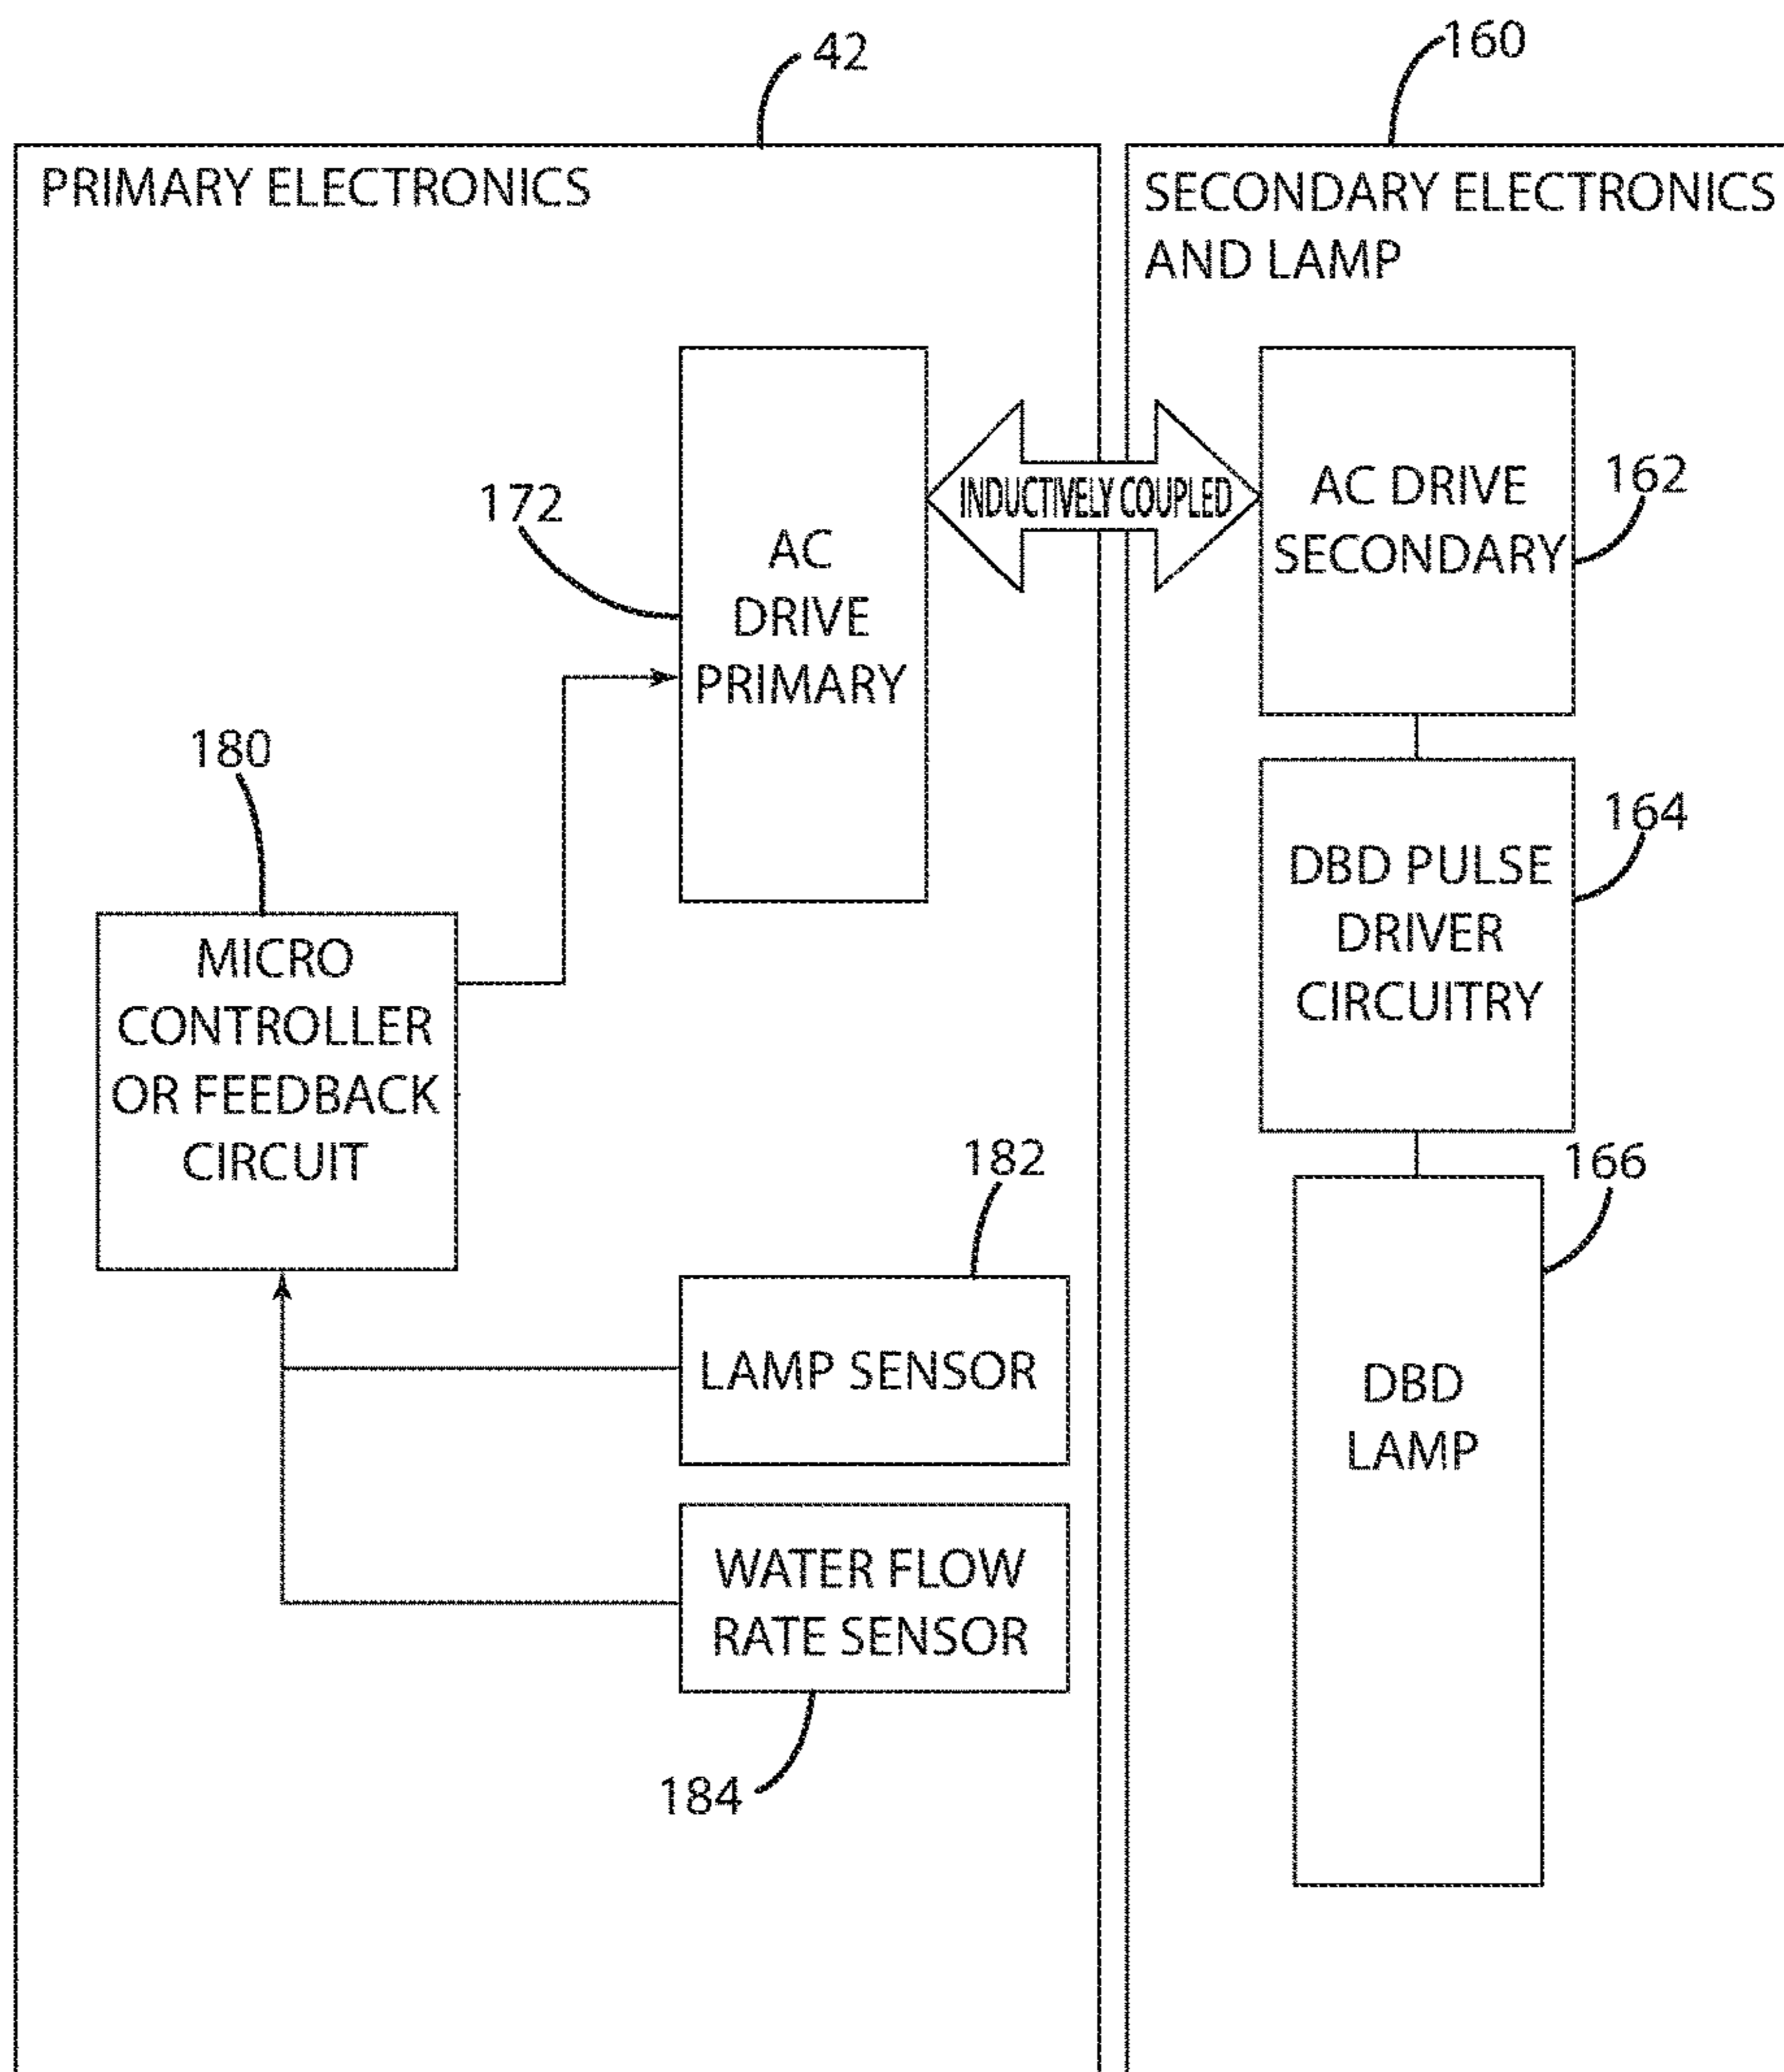 42
160
PRIMARY ELECTRONICS
SECONDARY ELECTRONICS
AND LAMP
172
AC
DRIVE
PRIMARY
INDUCTIVELY COUPLED
AC DRIVE
SECONDARY
162
180
MICRO
CONTROLLER
OR FEEDBACK
CIRCUIT
DBD PULSE
DRIVER
CIRCUITRY
164
182
LAMP SENSOR
166
DBD
LAMP
WATER FLOW
RATE SENSOR
184